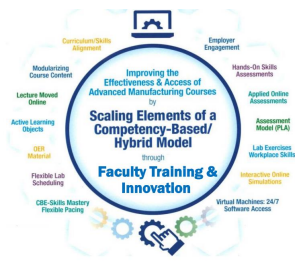 Curriculum/Skills
Alignment
Employer
Engagement
Modularizing
Course Content
Hands-On Skills
Assessments
Lecture Moved
Online
Applied Online
Assessments
Active Learning
Objects
Assessment
Model (PLA)
OER
Material
Lab Exercises
Workplace Skills
Flexible Lab
Scheduling
Interactive Online
Simulations
CBE-Skills Mastery
Flexible Pacing
Virtual Machines: 24/7
Software Access
Improving the
Effectiveness & Access of
Advanced Manufacturing Courses
by
Scaling Elements of a
Competency-Based/
Hybrid Model
through
Faculty Training &
Innovation